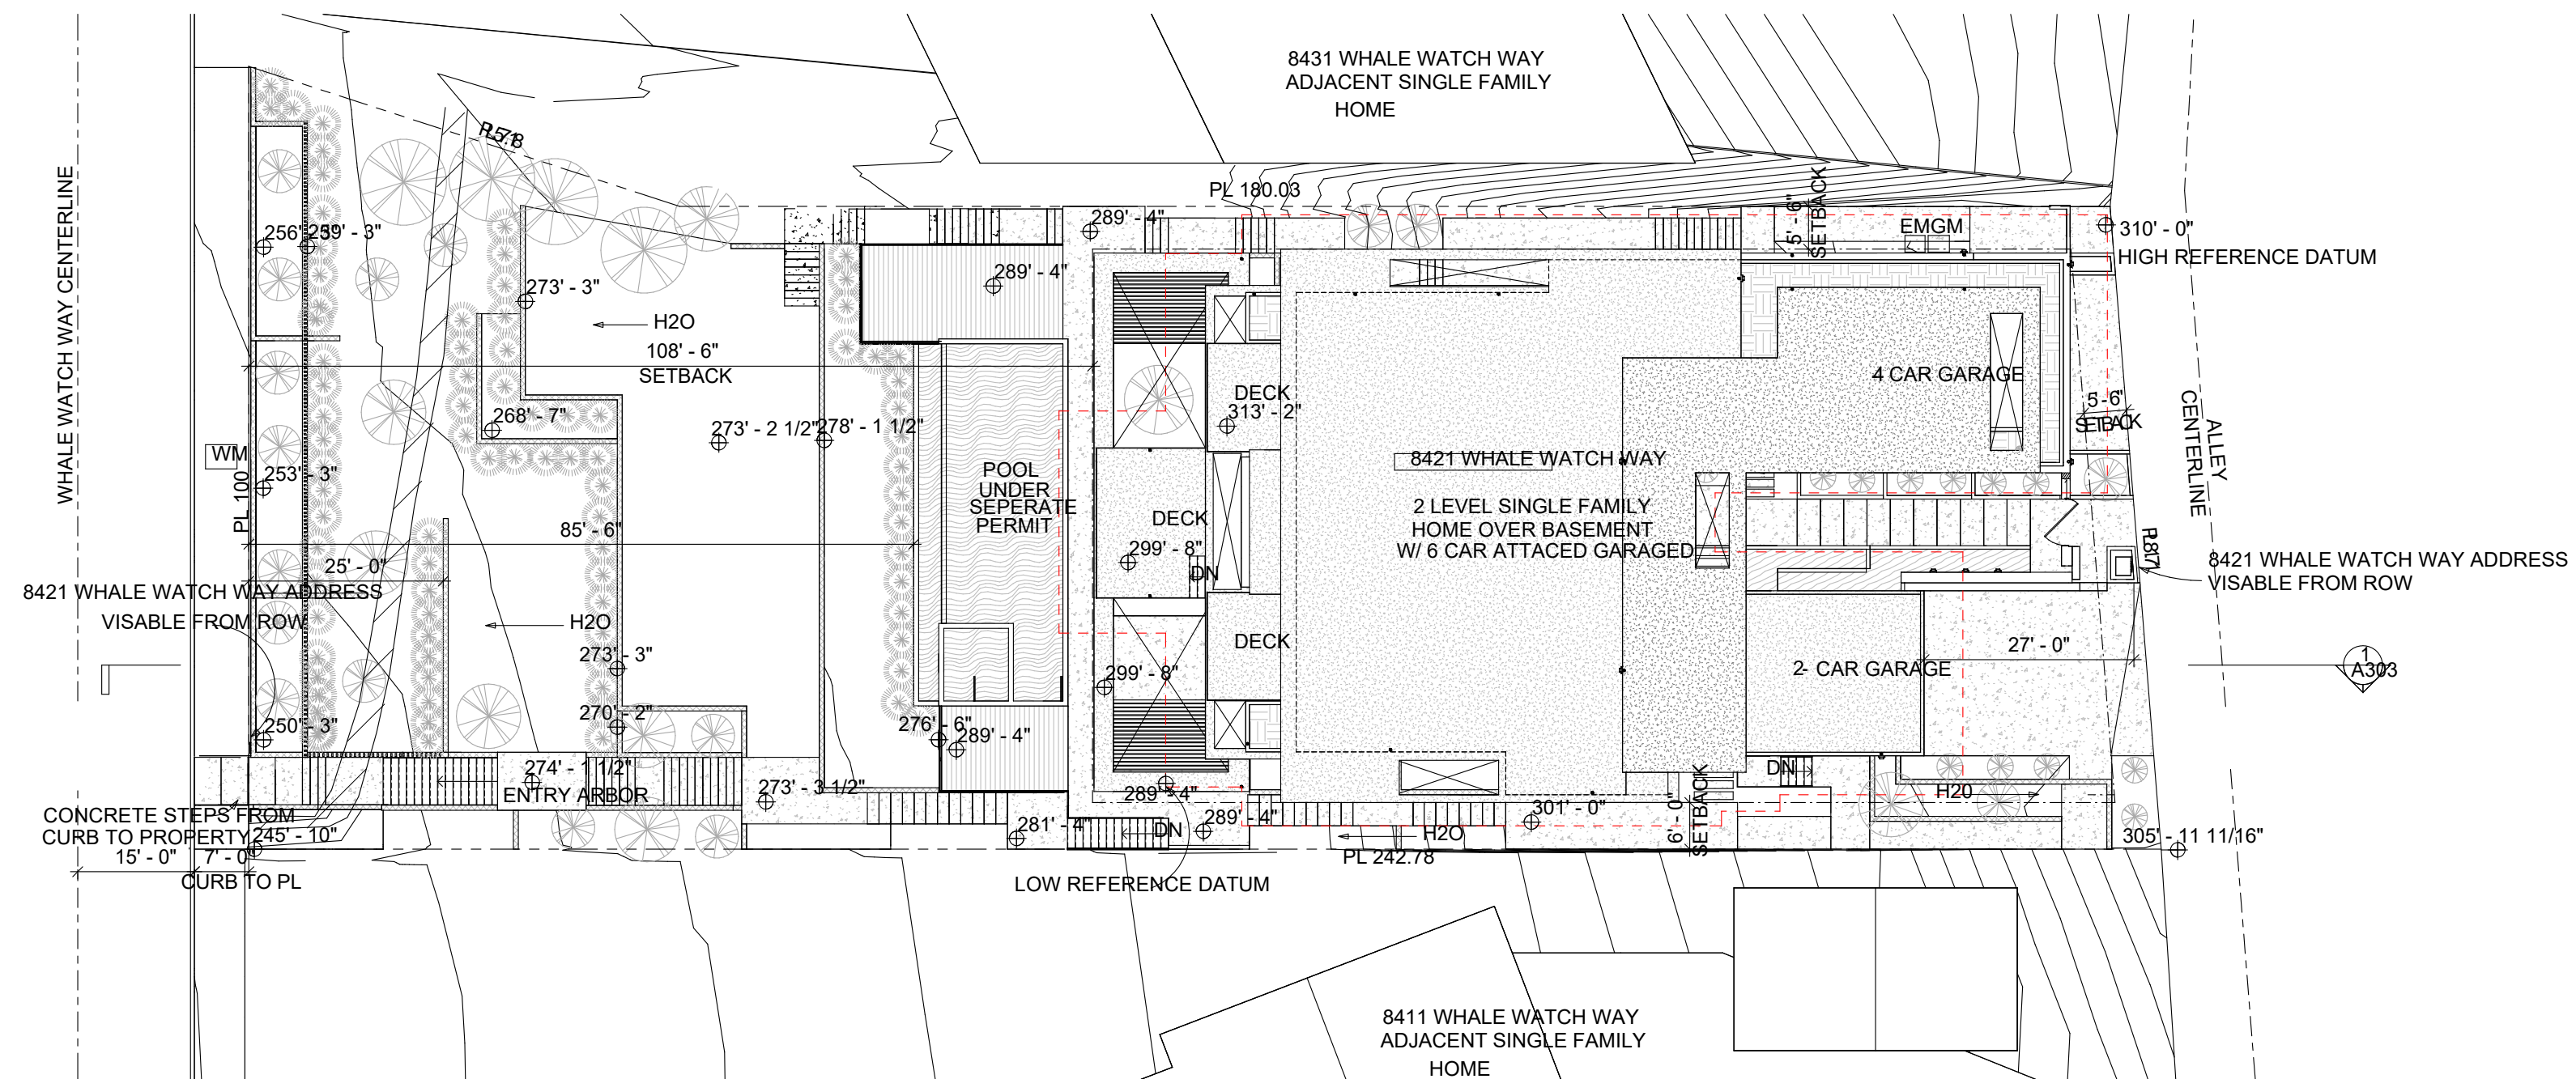 8431 WHALE WATCH WAY
ADJACENT SINGLE FAMILY
HOME
WHALE WATCH WAY CENTERLINE
PL 180.03
5' - 6"
SETBACK
EMGM
289' - 4"
310' - 0"
HIGH REFERENCE DATUM
256'
259' - 3"
289' - 4"
273' - 3"
H2O
108' - 6"
SETBACK
4 CAR GARAGE
DECK
313' - 2"
268' - 7"
273' - 2 1/2"
278' - 1 1/2"
5 - 6"
SETBACK
ALLEY
CENTERLINE
WM
8421 WHALE WATCH WAY
253' - 3"
PL 100
POOL
UNDER
SEPERATE
PERMIT
2 LEVEL SINGLE FAMILY
HOME OVER BASEMENT
W/ 6 CAR ATTACED GARAGED
DECK
85' - 6"
299' - 8"
DN
25' - 0"
8421 WHALE WATCH WAY ADDRESS
VISABLE FROM ROW
8421 WHALE WATCH WAY ADDRESS
VISABLE FROM ROW
H2O
DECK
27' - 0"
273' - 3"
299' - 8"
2- CAR GARAGE
1
A303
270' - 2"
276' - 6"
289' - 4"
250' - 3"
274' - 1 1/2"
ENTRY ARBOR
273' - 3 1/2"
289' - 4"
DN
H20
CONCRETE STEPS FROM
CURB TO PROPERTY
245' - 10"
281' - 4"
DN
289' - 4"
301' - 0"
H2O
6' - 0"
SETBACK
305' - 11 11/16"
15' - 0"
7' - 0"
CURB TO PL
PL 242.78
LOW REFERENCE DATUM
8411 WHALE WATCH WAY
ADJACENT SINGLE FAMILY
HOME